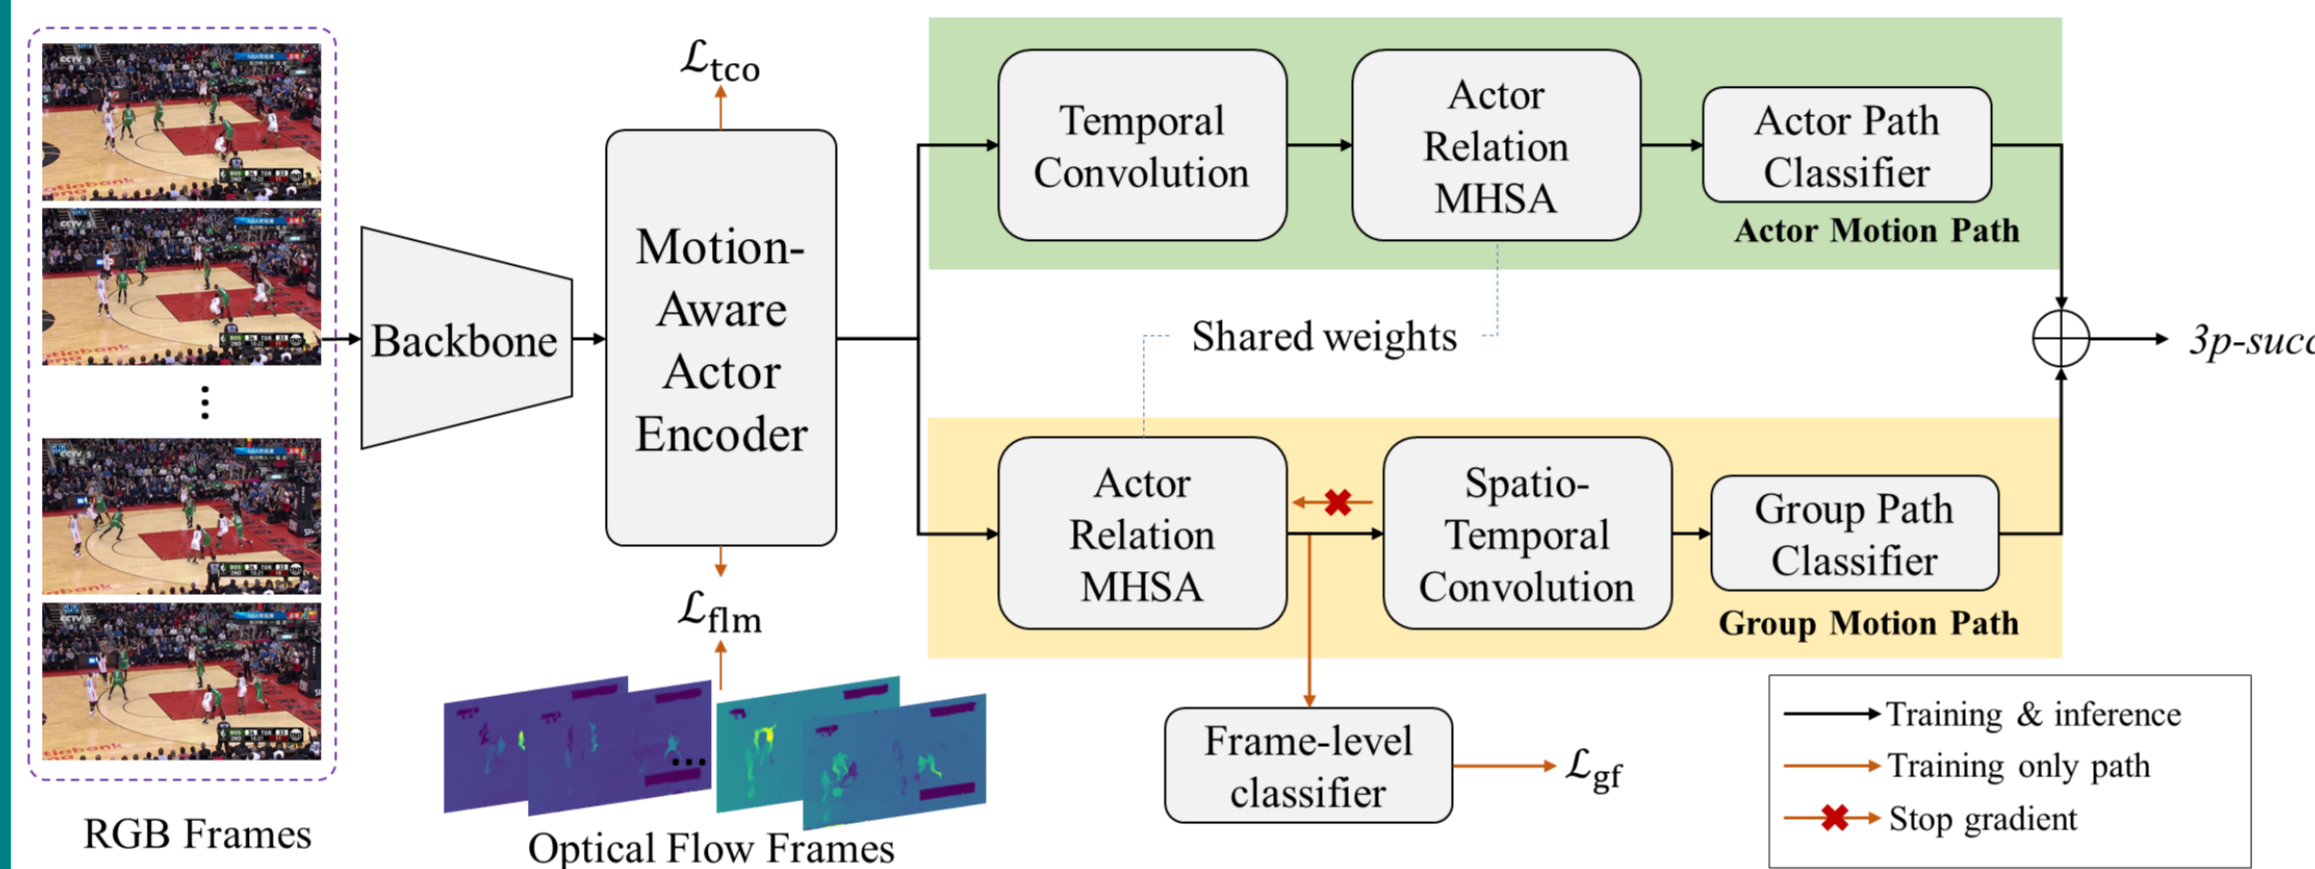 ℒtco
Temporal
Convolution
Actor
Relation
MHSA
Actor Path
Classifier
Actor Motion Path
Backbone
Motion-
Aware
Actor
Encoder
Shared weights
3p-succ
Actor
Relation
MHSA
Spatio-
Temporal
Convolution
Group Path
Classifier
Group Motion Path
ℒflm
Frame-level
classifier
ℒgf
RGB Frames
Optical Flow Frames
Training & inference
Training only path
Stop gradient